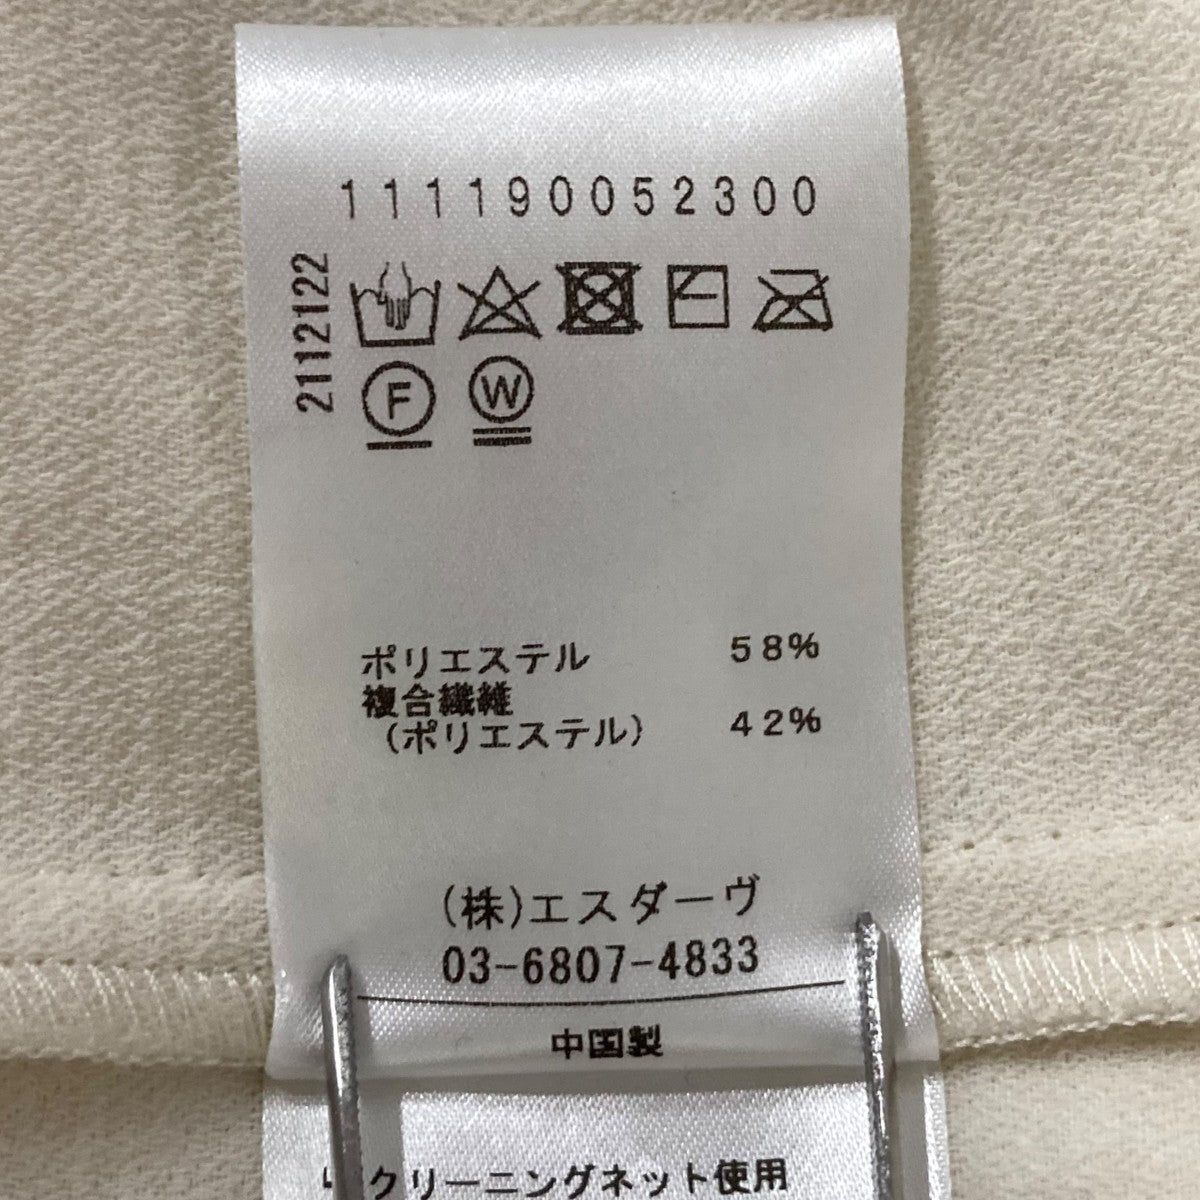 111190052300
2112122
F W
ポリエステル 58%
複合繊維
(ポリエステル) 42%
(株)エスダーヴ
03-6807-4833
中国製
クリーニングネット使用